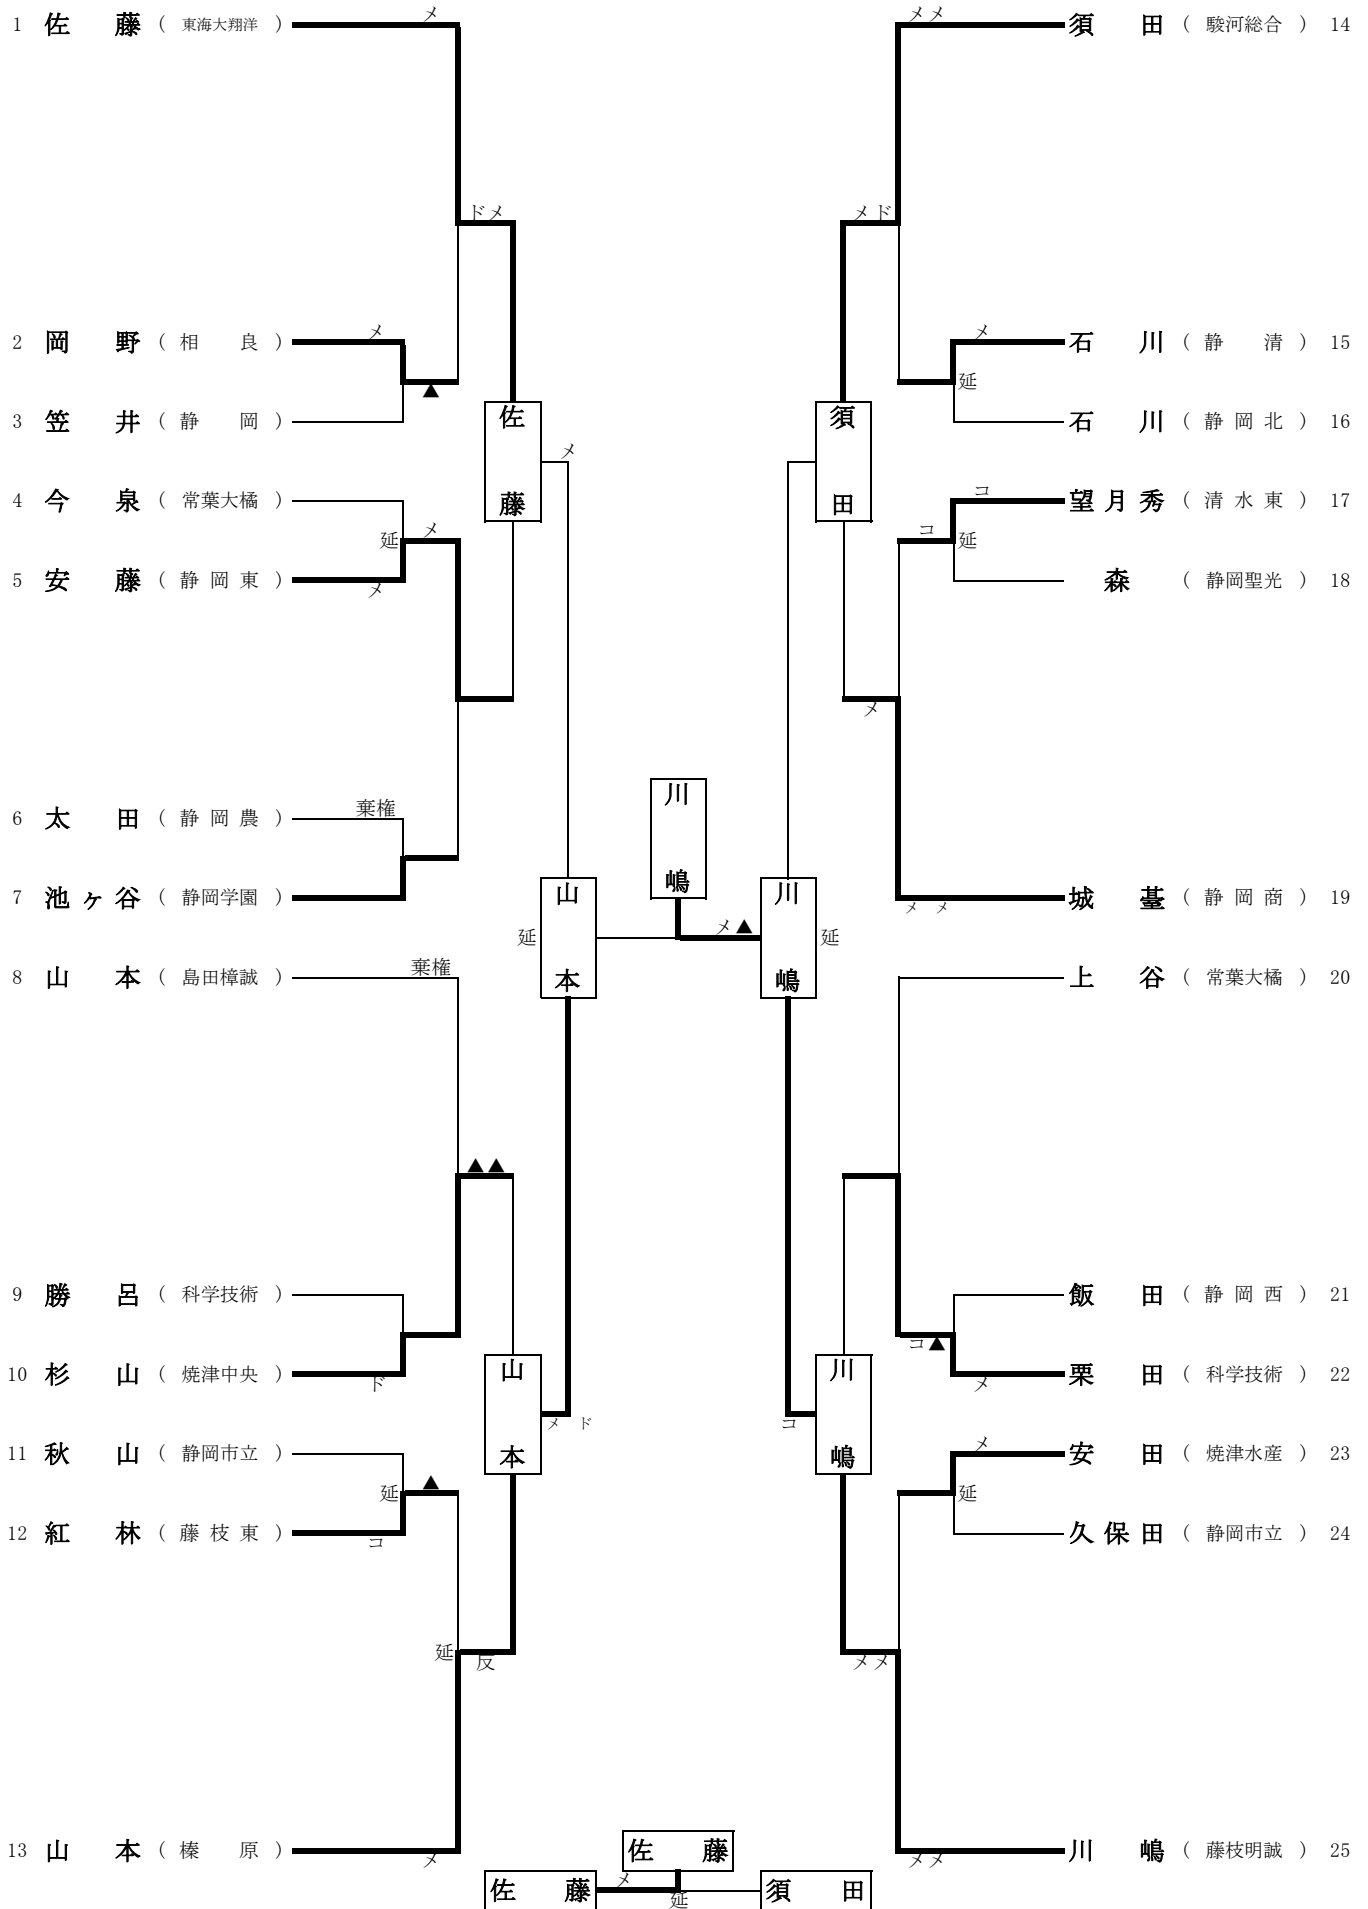 1 佐 藤 （ 東海大翔洋 ） メ
ドメ
2 岡 野 （ 相 良 ） メ
▲
3 笠 井 （ 静 岡 ）
佐 藤
メ
4 今 泉 （ 常葉大橘 ）
延 メ
5 安 藤 （ 静 岡 東 ） メ
6 太 田 （ 静 岡 農 ） 棄権
7 池ヶ谷 （ 静岡学園 ）
山 本
延
8 山 本 （ 島田樟誠 ） 棄権
▲▲
9 勝 呂 （ 科学技術 ）
10 杉 山 （ 焼津中央 ） ド
山 本
メ ド
11 秋 山 （ 静岡市立 ）
延 ▲
12 紅 林 （ 藤 枝 東 ） コ
延 反
13 山 本 （ 榛 原 ） メ
川 嶋
メ▲
メメ 須 田 （ 駿河総合 ） 14
メド
メ 石 川 （ 静 清 ） 15
延
石 川 （ 静 岡 北 ） 16
須 田
コ 望月秀 （ 清 水 東 ） 17
コ 延
森 （ 静岡聖光 ） 18
メ
メ メ 城 䑓 （ 静 岡 商 ） 19
川 嶋
延
上 谷 （ 常葉大橘 ） 20
飯 田 （ 静 岡 西 ） 21
コ▲
メ 栗 田 （ 科学技術 ） 22
川 嶋
コ
メ 安 田 （ 焼津水産 ） 23
延
久保田 （ 静岡市立 ） 24
メメ
メメ 川 嶋 （ 藤枝明誠 ） 25
佐 藤
佐 藤 メ 延 須 田